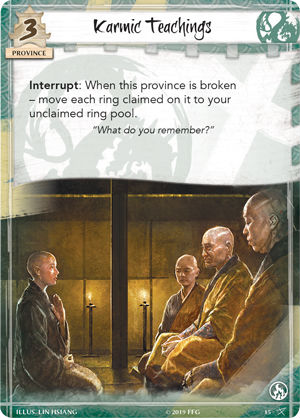 Karmic Teachings
3
PROVINCE
Interrupt: When this province is broken
– move each ring claimed on it to your
unclaimed ring pool.
"What do you remember?"
ILLUS. LIN HSIANG
©2019 FFG
15